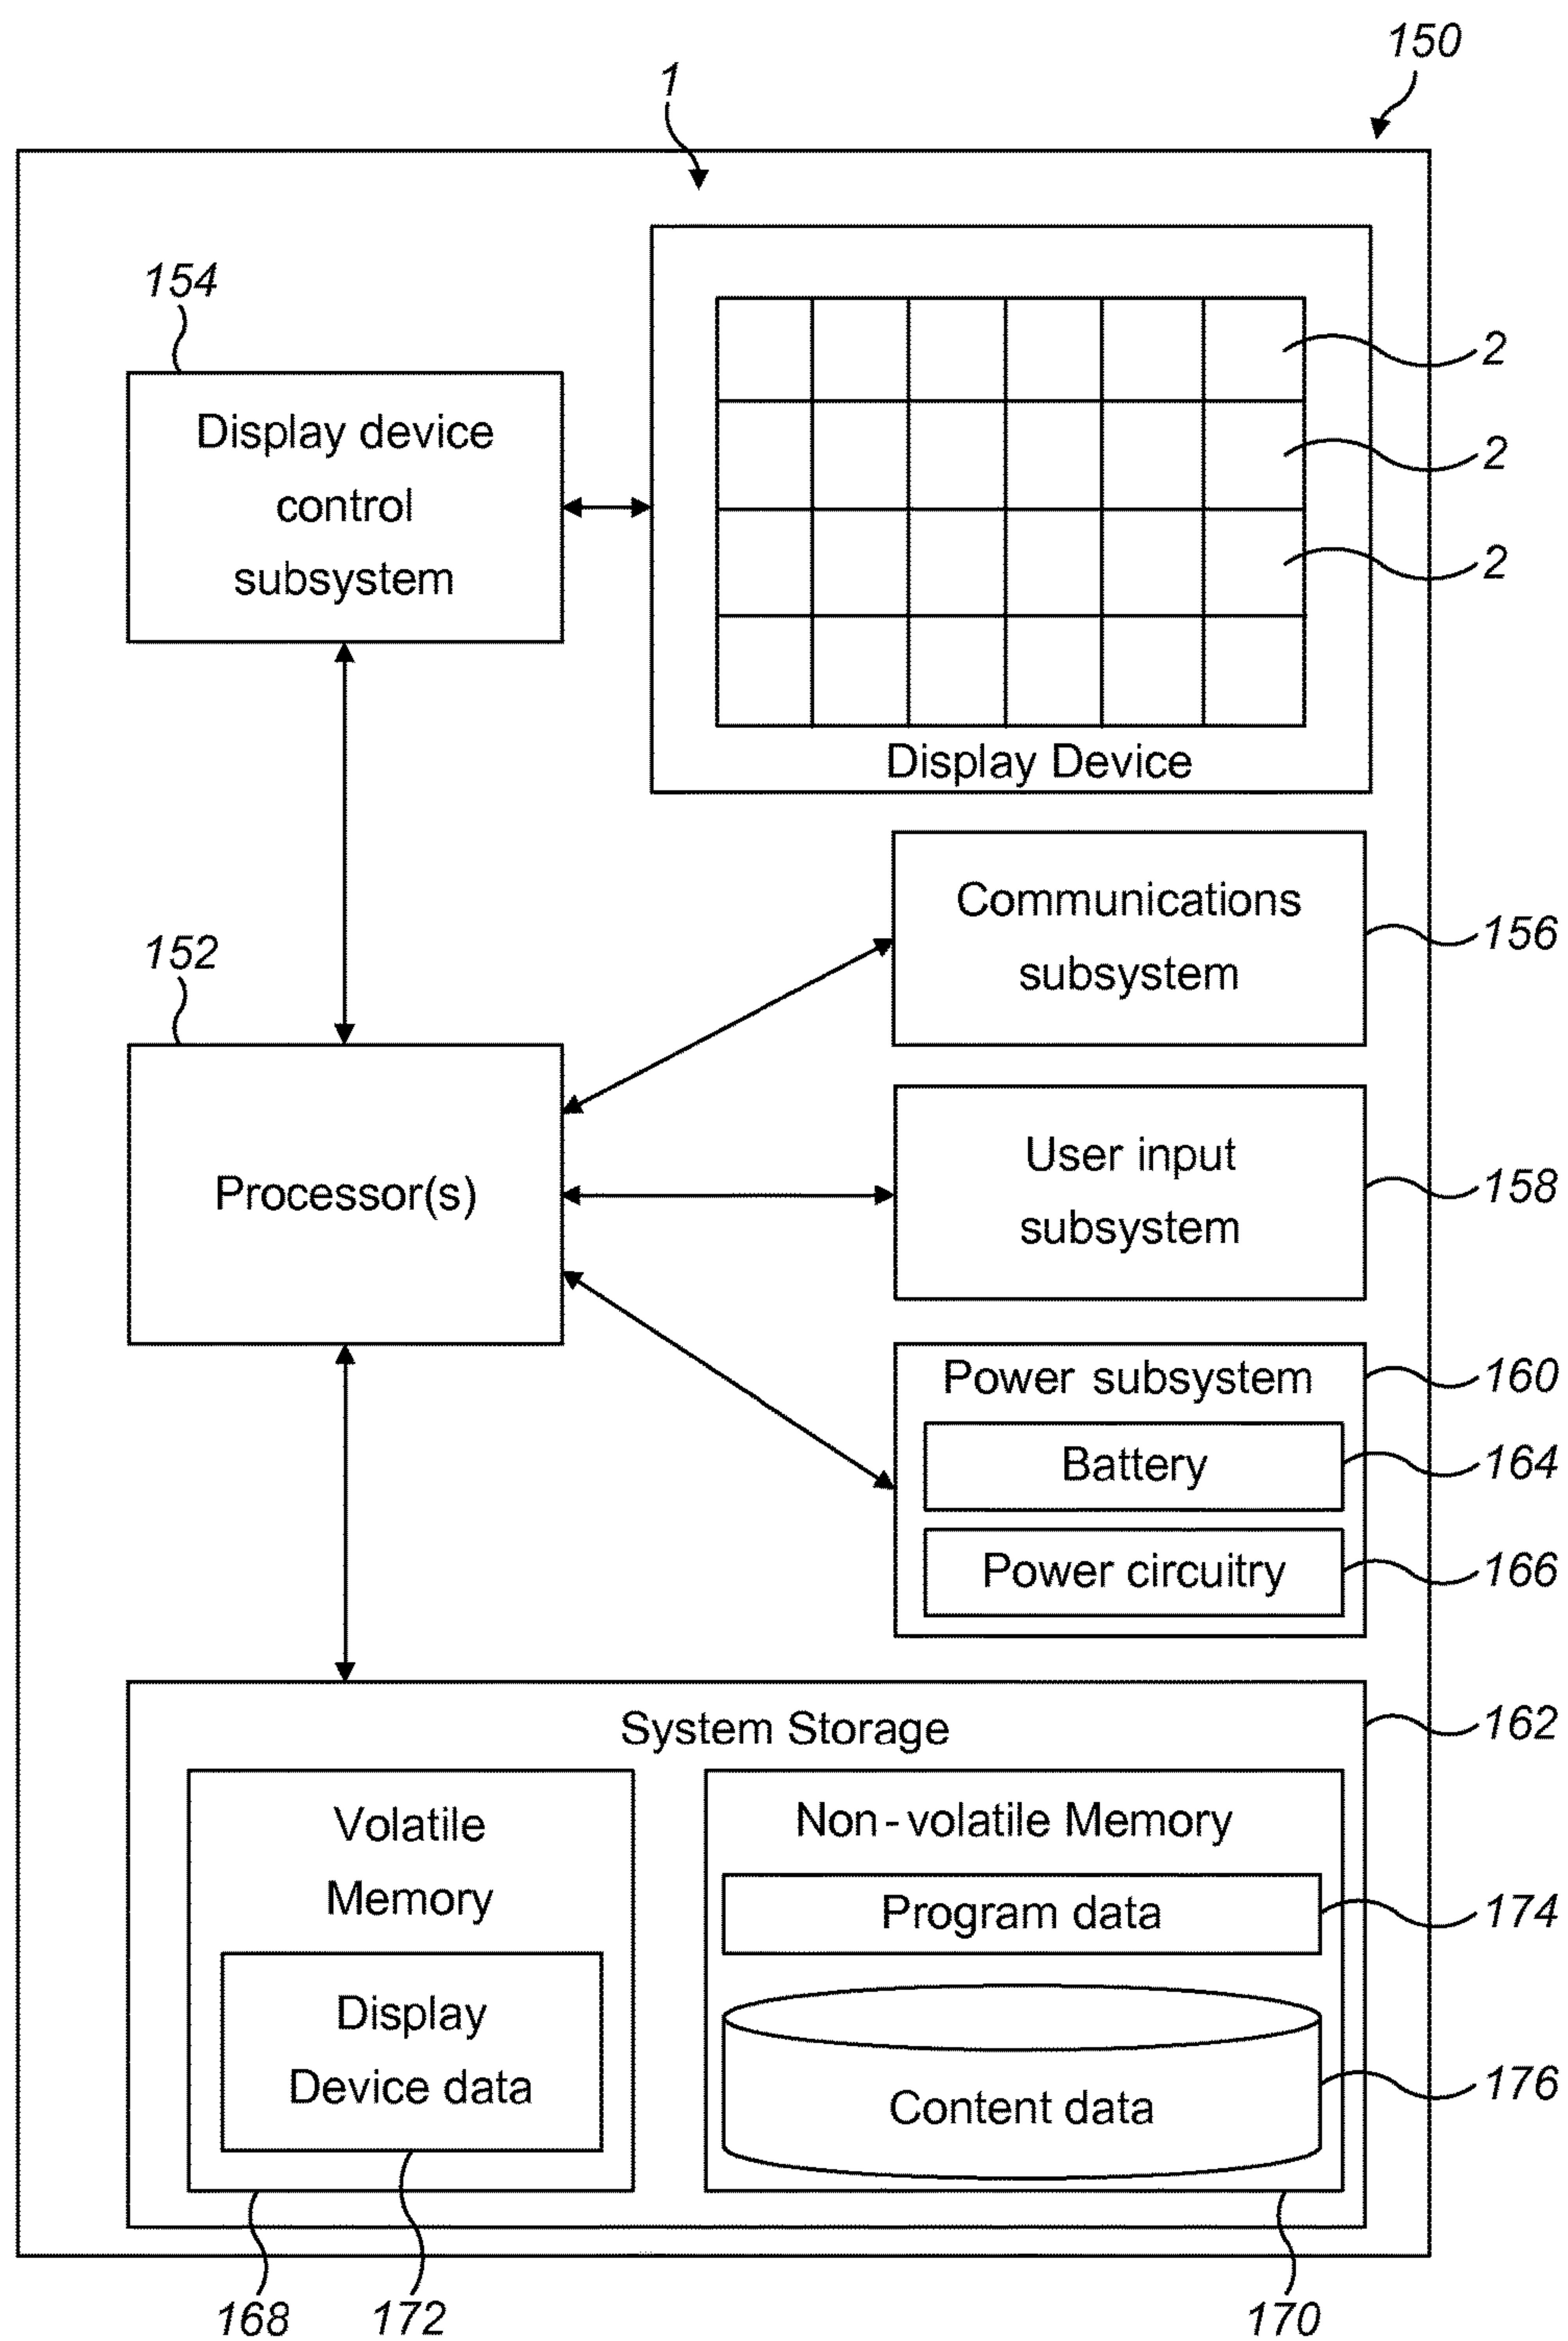 150
1
154
Display device
control
subsystem
2
2
2
Display Device
Communications
subsystem
156
152
Processor(s)
User input
subsystem
158
Power subsystem
160
Battery
164
Power circuitry
166
System Storage
162
Volatile
Memory
Non-volatile Memory
Program data
174
Display
Device data
Content data
176
168
172
170